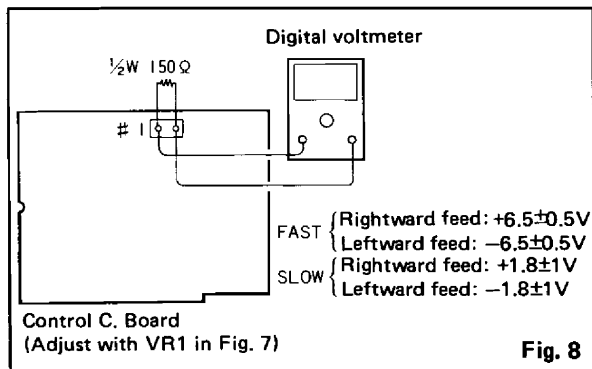 Digital voltmeter
½W 150Ω
# 1
FAST { Rightward feed: +6.5±0.5V
Leftward feed: −6.5±0.5V
SLOW { Rightward feed: +1.8±1V
Leftward feed: −1.8±1V
Control C. Board
(Adjust with VR1 in Fig. 7)
Fig. 8